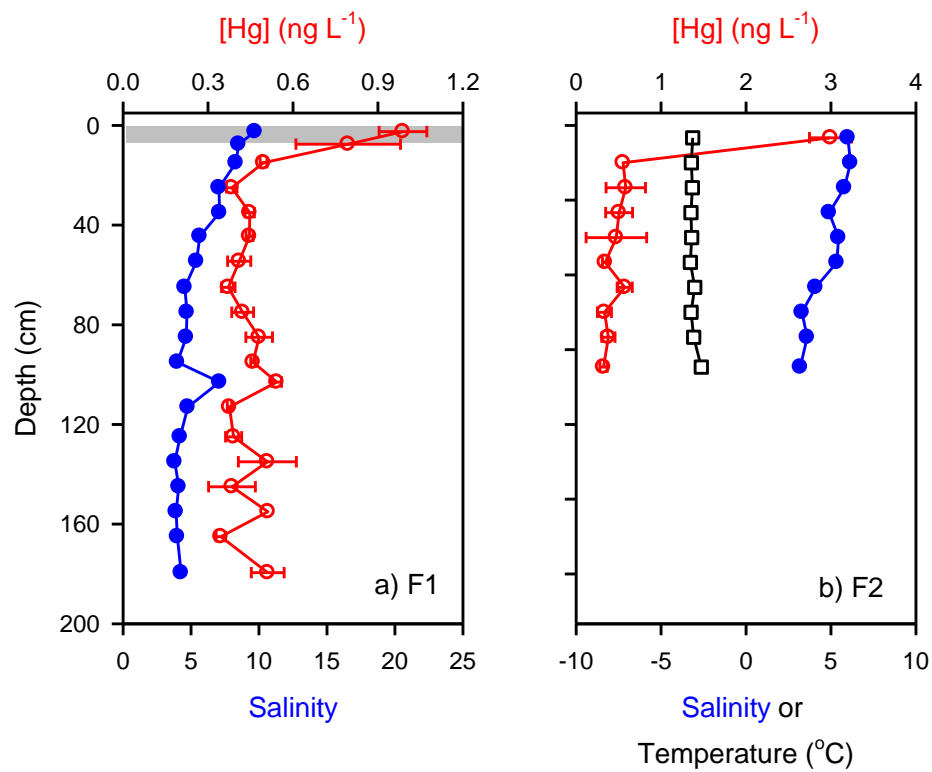 [Hg] (ng L⁻¹) [Hg] (ng L⁻¹)
0.0 0.3 0.6 0.9 1.2 0 1 2 3 4
0
40
80
120
160
200
Depth (cm)
a) F1 b) F2
0 5 10 15 20 25 -10 -5 0 5 10
Salinity Salinity or
Temperature (°C)